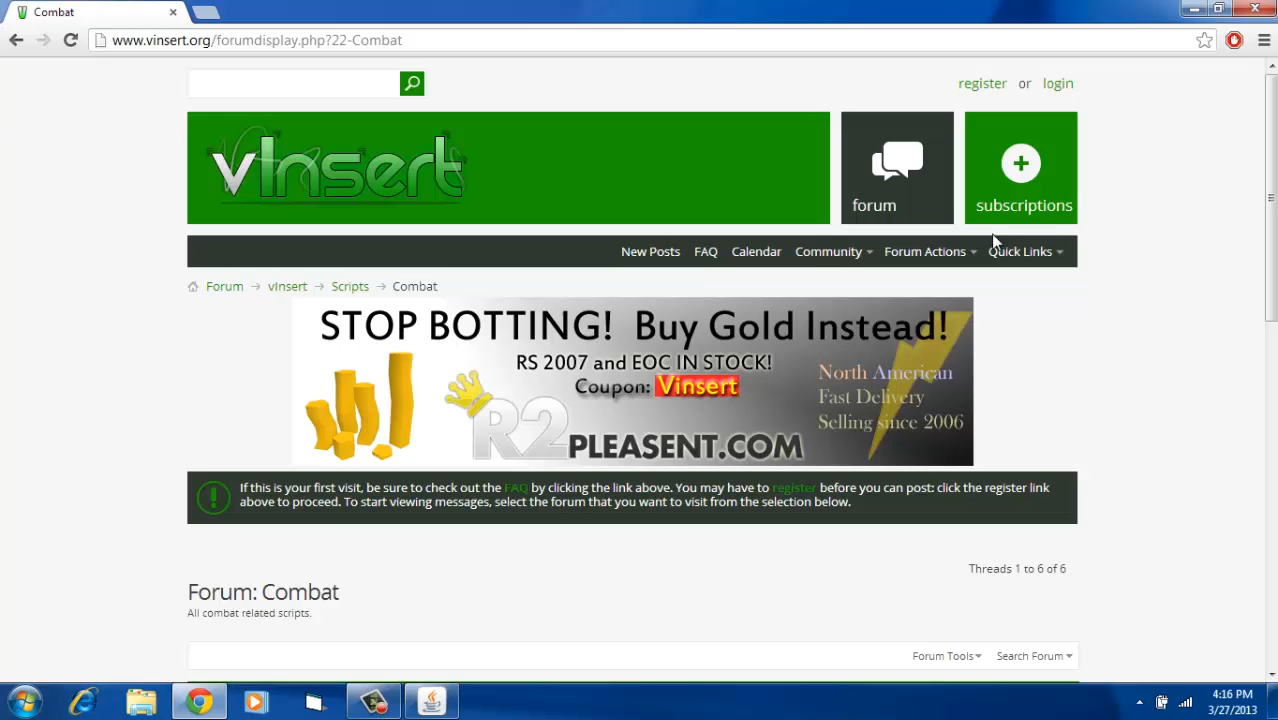 Combat
www.vinsert.org/forumdisplay.php?22-Combat
register or login
vInsert
forum
subscriptions
New Posts FAQ Calendar Community Forum Actions Quick Links
Forum vInsert Scripts Combat
STOP BOTTING! Buy Gold Instead!
RS 2007 and EOC IN STOCK!
Coupon: Vinsert
North American
Fast Delivery
Selling since 2006
R2PLEASENT.COM
If this is your first visit, be sure to check out the FAQ by clicking the link above. You may have to register before you can post: click the register link
above to proceed. To start viewing messages, select the forum that you want to visit from the selection below.
Threads 1 to 6 of 6
Forum: Combat
All combat related scripts.
Forum Tools Search Forum
4:16 PM
3/27/2013